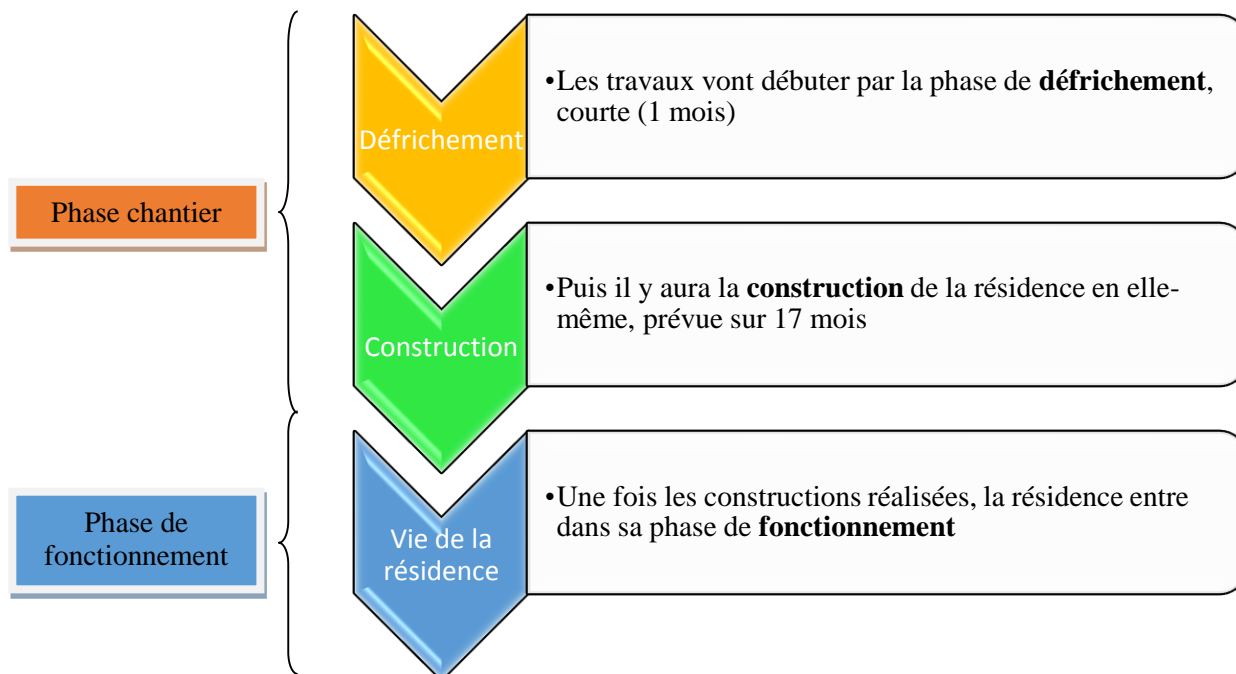 Phase chantier
Défrichement
•Les travaux vont débuter par la phase de défrichement,
courte (1 mois)
Construction
•Puis il y aura la construction de la résidence en elle-
même, prévue sur 17 mois
Phase de
fonctionnement
Vie de la
résidence
•Une fois les constructions réalisées, la résidence entre
dans sa phase de fonctionnement